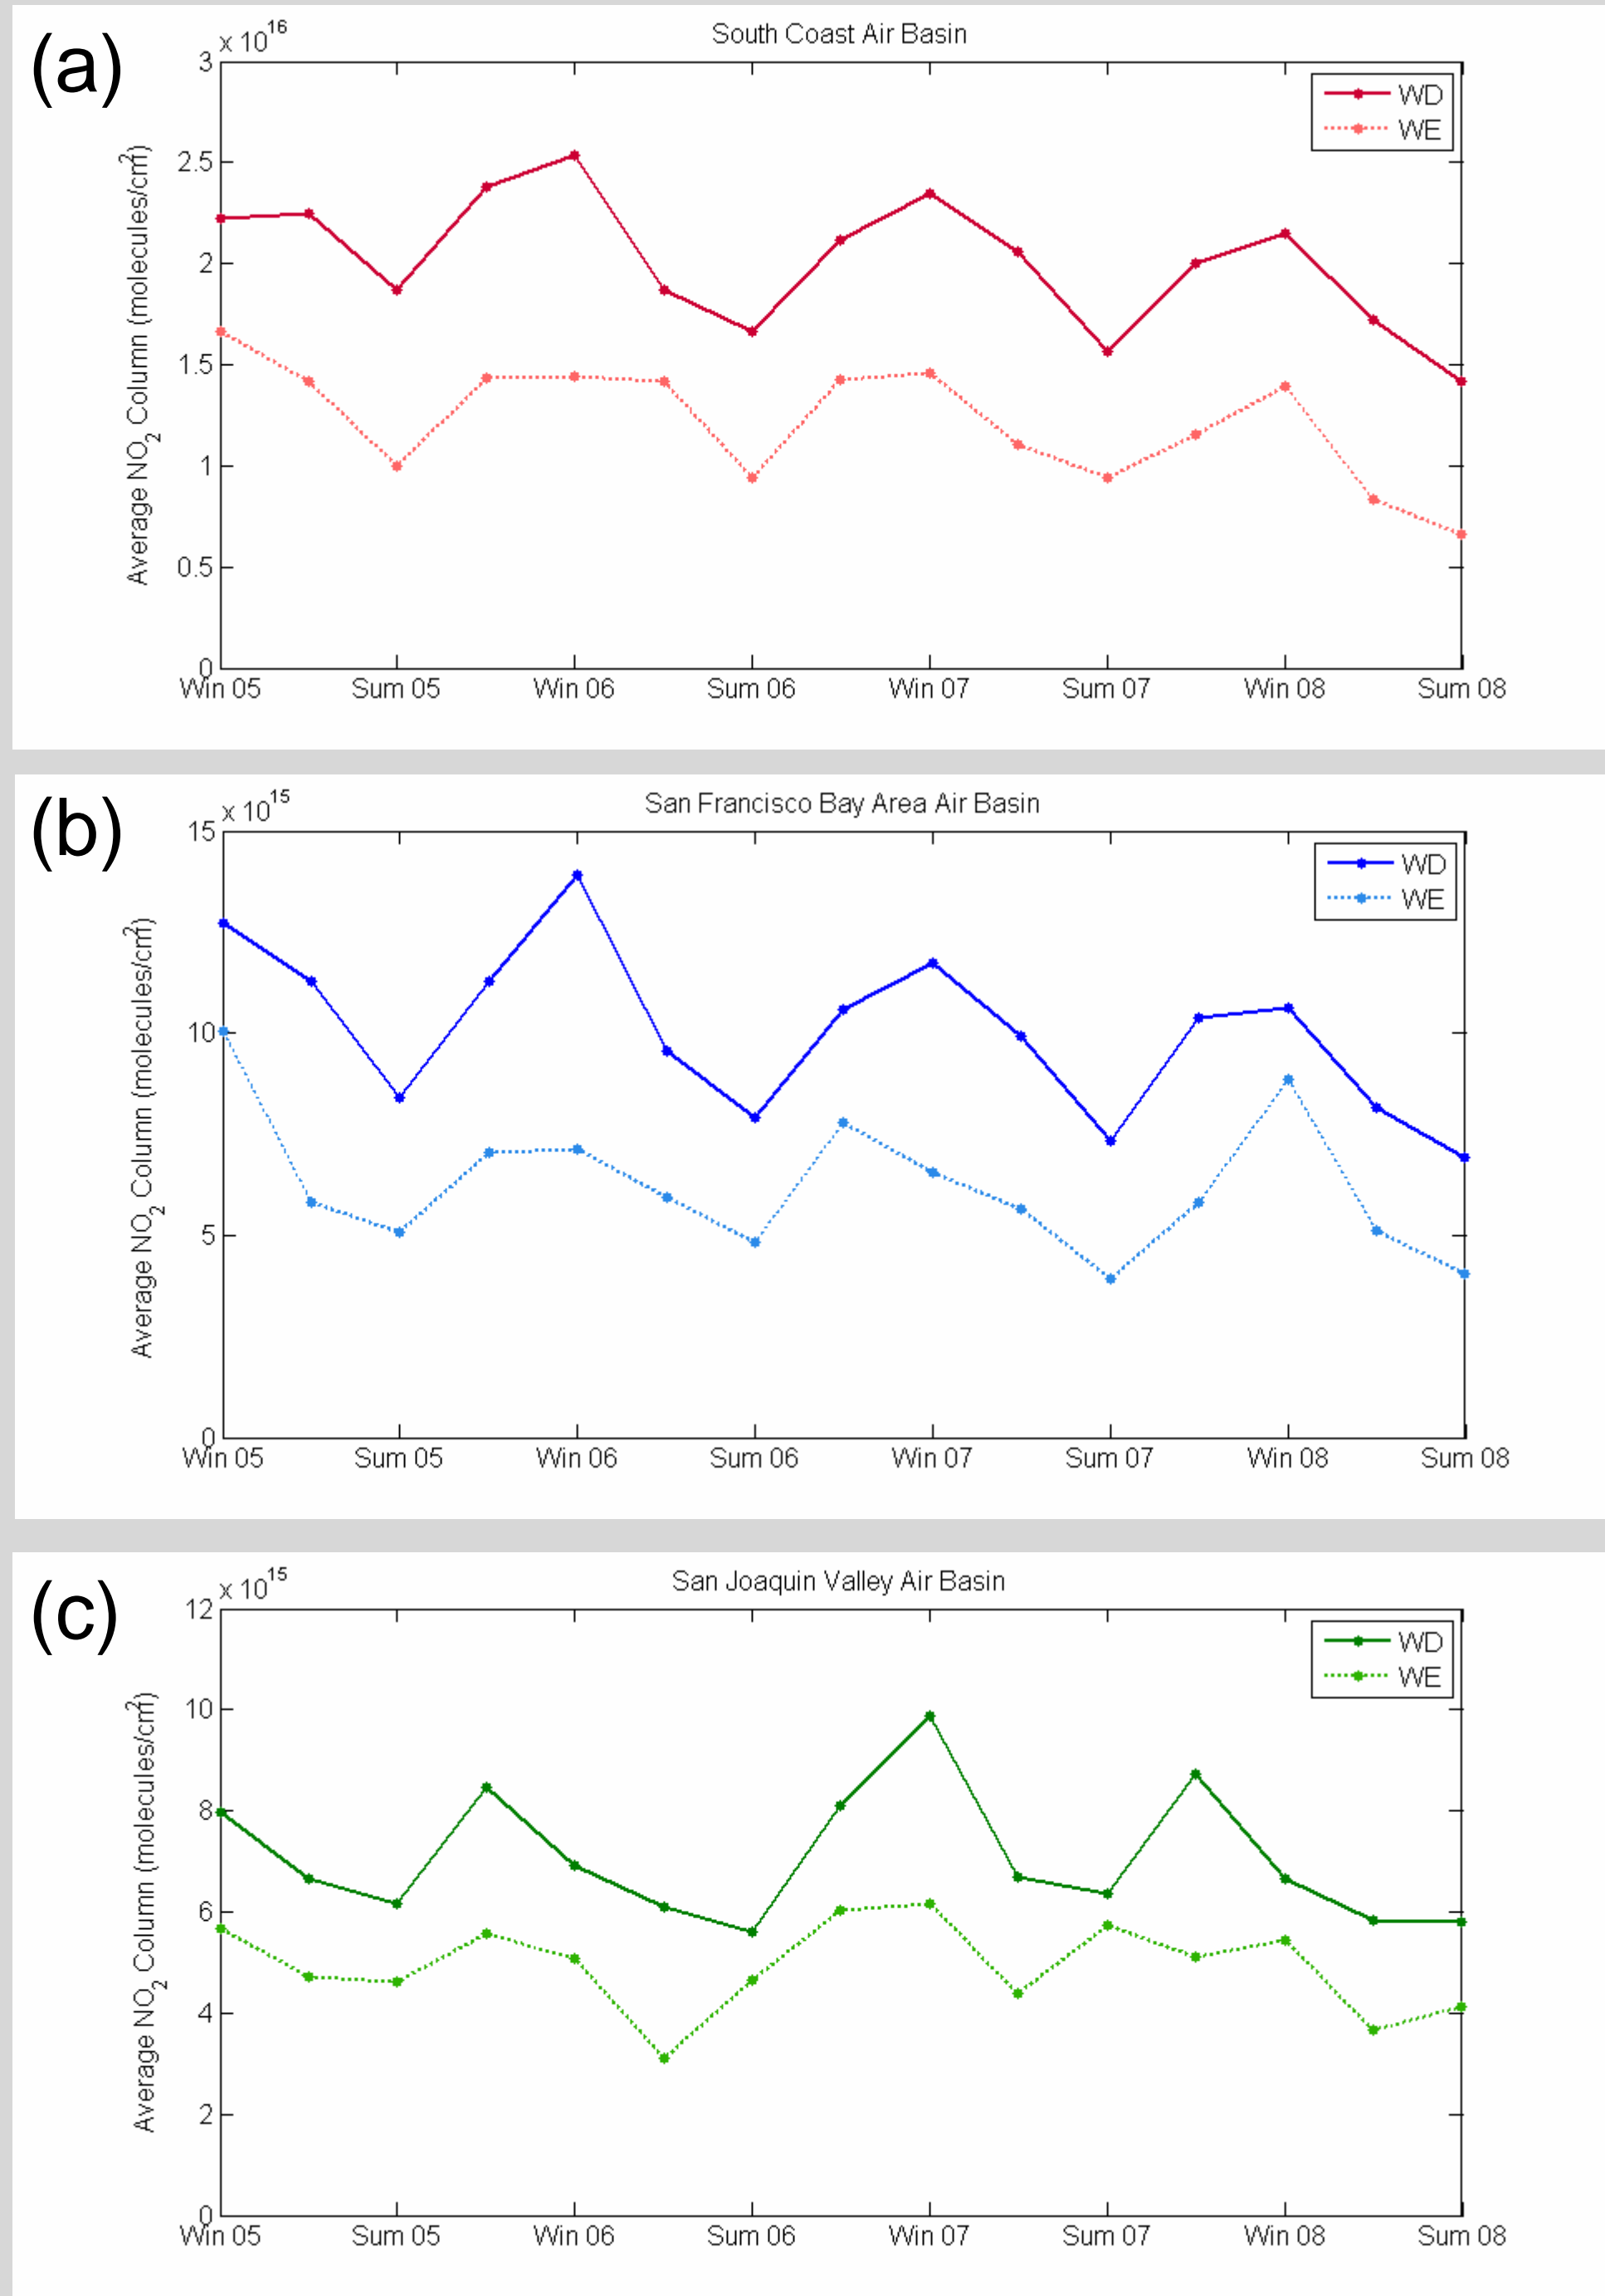 (a)
x 10^16
South Coast Air Basin
Average NO₂ Column (molecules/cm²)
3
2.5
2
1.5
1
0.5
0
WD
WE
Win 05 Sum 05 Win 06 Sum 06 Win 07 Sum 07 Win 08 Sum 08
(b)
x 10^15
San Francisco Bay Area Air Basin
Average NO₂ Column (molecules/cm²)
15
10
5
0
WD
WE
Win 05 Sum 05 Win 06 Sum 06 Win 07 Sum 07 Win 08 Sum 08
(c)
x 10^15
San Joaquin Valley Air Basin
Average NO₂ Column (molecules/cm²)
12
10
8
6
4
2
0
WD
WE
Win 05 Sum 05 Win 06 Sum 06 Win 07 Sum 07 Win 08 Sum 08